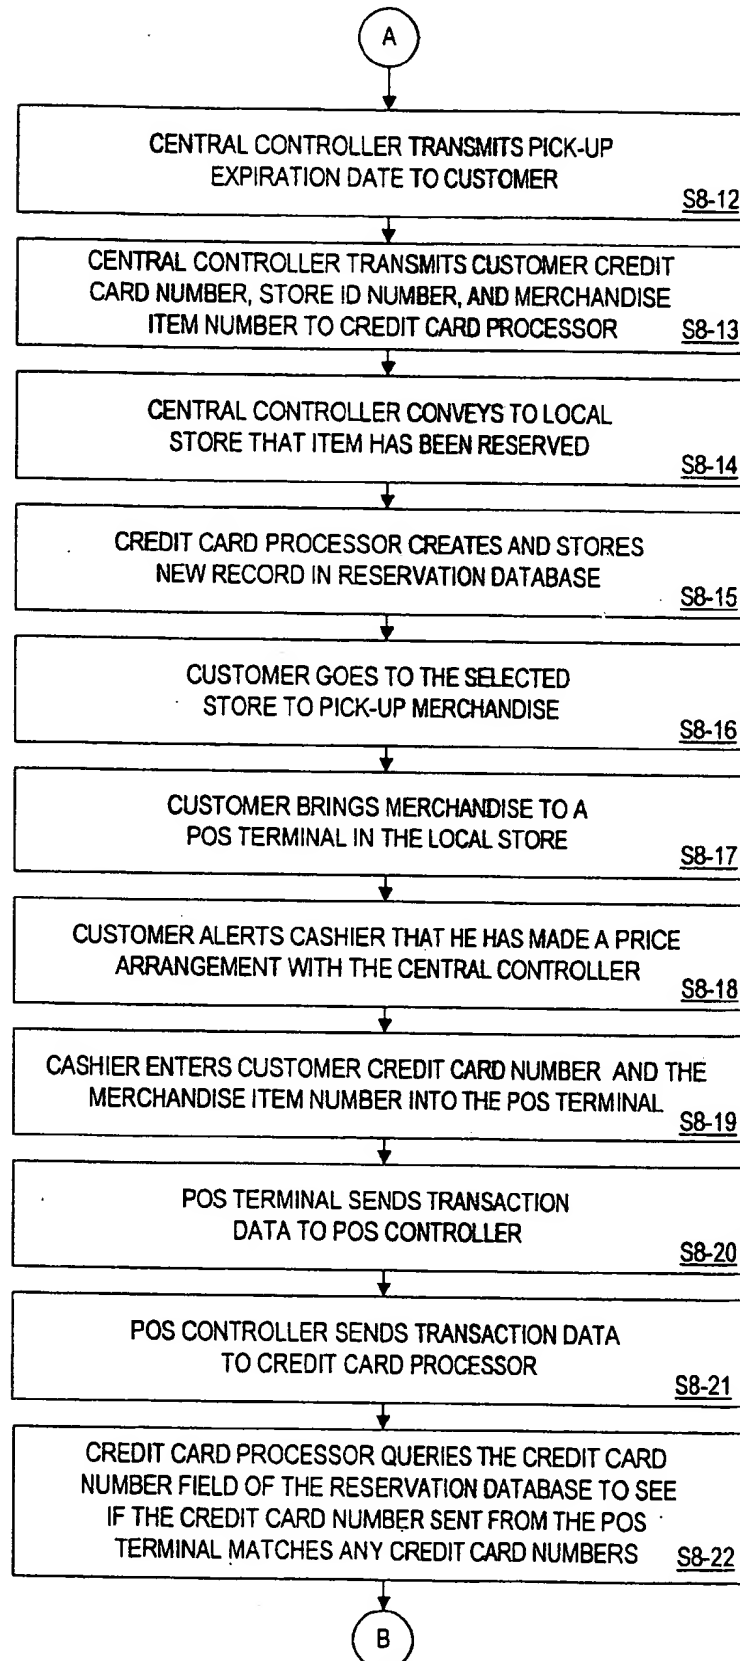 A
CENTRAL CONTROLLER TRANSMITS PICK-UP
EXPIRATION DATE TO CUSTOMER
S8-12
CENTRAL CONTROLLER TRANSMITS CUSTOMER CREDIT
CARD NUMBER, STORE ID NUMBER, AND MERCHANDISE
ITEM NUMBER TO CREDIT CARD PROCESSOR
S8-13
CENTRAL CONTROLLER CONVEYS TO LOCAL
STORE THAT ITEM HAS BEEN RESERVED
S8-14
CREDIT CARD PROCESSOR CREATES AND STORES
NEW RECORD IN RESERVATION DATABASE
S8-15
CUSTOMER GOES TO THE SELECTED
STORE TO PICK-UP MERCHANDISE
S8-16
CUSTOMER BRINGS MERCHANDISE TO A
POS TERMINAL IN THE LOCAL STORE
S8-17
CUSTOMER ALERTS CASHIER THAT HE HAS MADE A PRICE
ARRANGEMENT WITH THE CENTRAL CONTROLLER
S8-18
CASHIER ENTERS CUSTOMER CREDIT CARD NUMBER AND THE
MERCHANDISE ITEM NUMBER INTO THE POS TERMINAL
S8-19
POS TERMINAL SENDS TRANSACTION
DATA TO POS CONTROLLER
S8-20
POS CONTROLLER SENDS TRANSACTION DATA
TO CREDIT CARD PROCESSOR
S8-21
CREDIT CARD PROCESSOR QUERIES THE CREDIT CARD
NUMBER FIELD OF THE RESERVATION DATABASE TO SEE
IF THE CREDIT CARD NUMBER SENT FROM THE POS
TERMINAL MATCHES ANY CREDIT CARD NUMBERS
S8-22
B